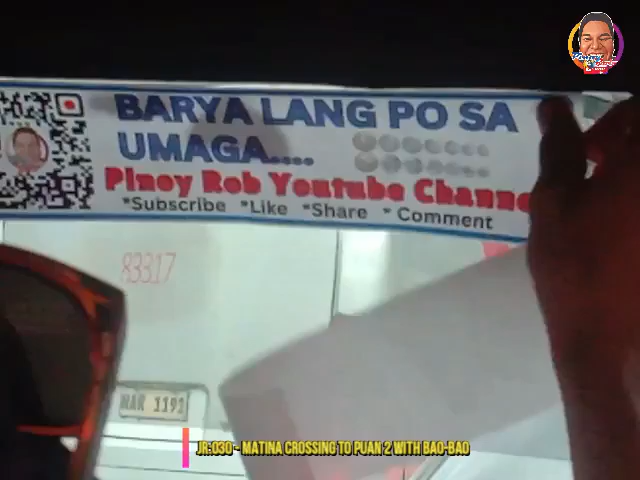 BARYA LANG PO SA
UMAGA....
Pinoy Rob Youtube Channe
*Subscribe *Like *Share * Comment
83317
1191
JR:030 - MATINA CROSSING TO PUAN 2 WITH BAO-BAO